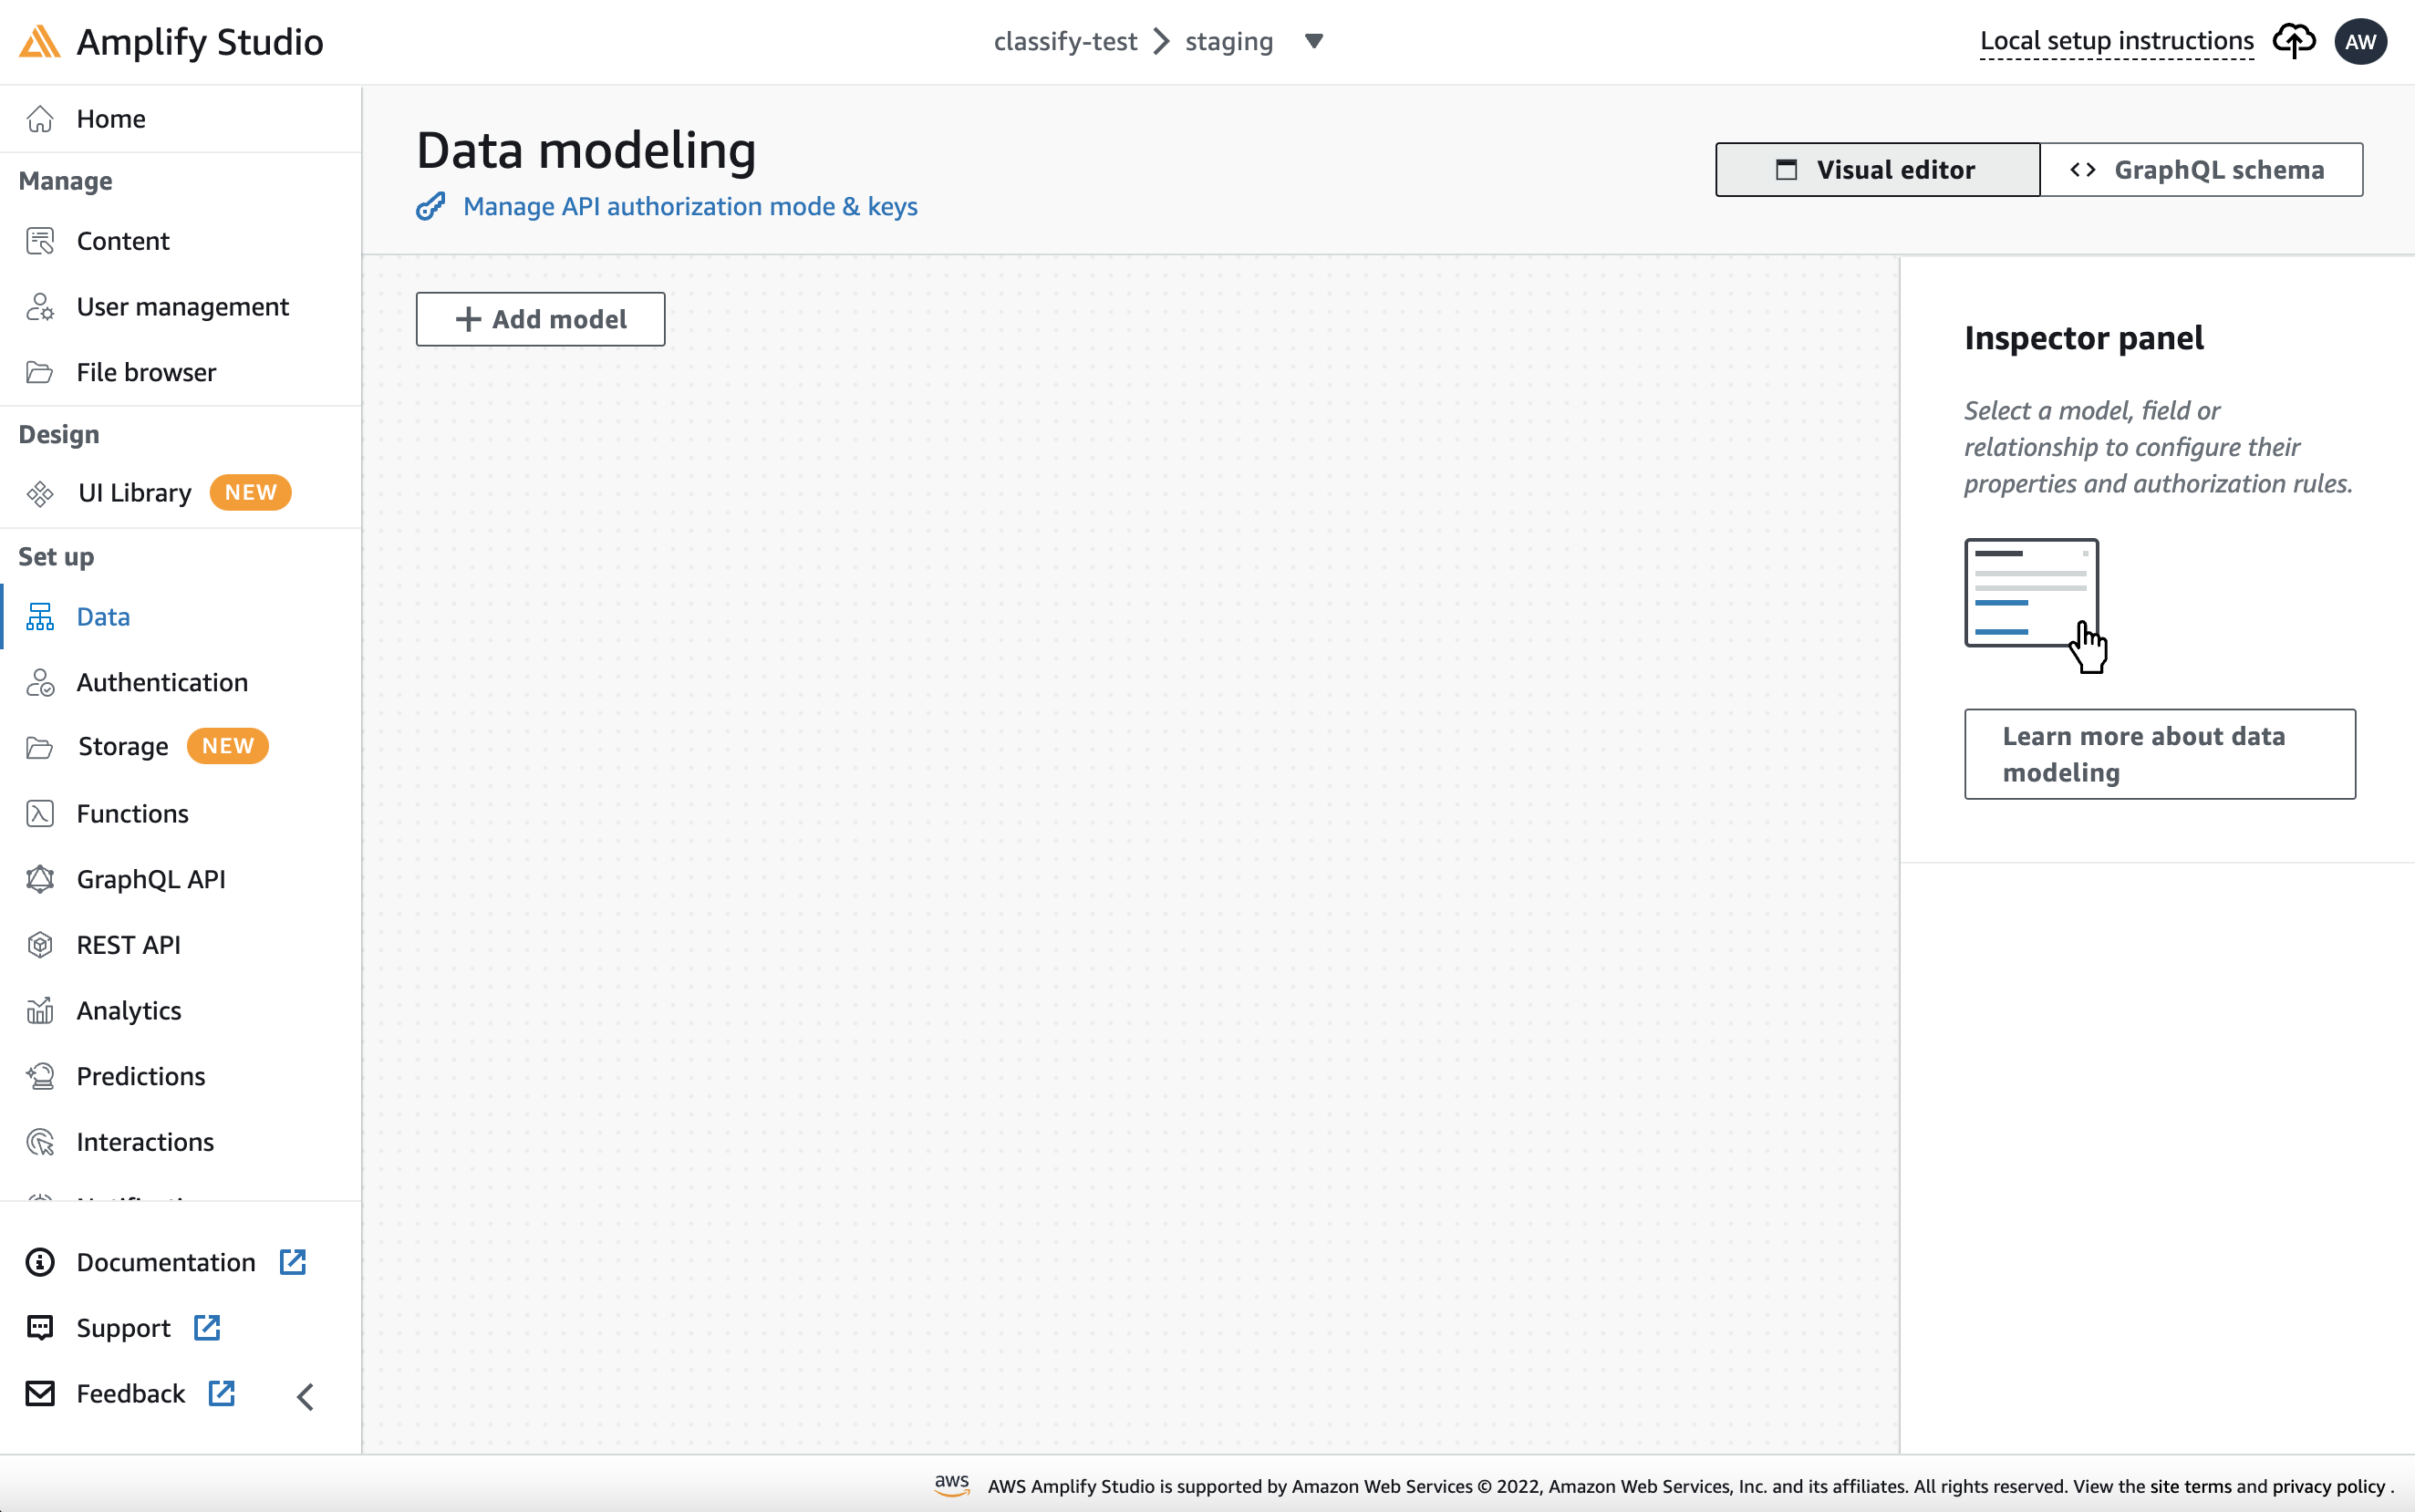 Amplify Studio
classify-test
staging
Local setup instructions
AW
Home
Manage
Content
User management
File browser
Design
UI Library NEW
Set up
Data
Authentication
Storage NEW
Functions
GraphQL API
REST API
Analytics
Predictions
Interactions
Documentation
Support
Feedback
Data modeling
Manage API authorization mode & keys
Visual editor
GraphQL schema
Add model
Inspector panel
Select a model, field or
relationship to configure their
properties and authorization rules.
Learn more about data
modeling
aws
AWS Amplify Studio is supported by Amazon Web Services © 2022, Amazon Web Services, Inc. and its affiliates. All rights reserved. View the site terms and privacy policy .